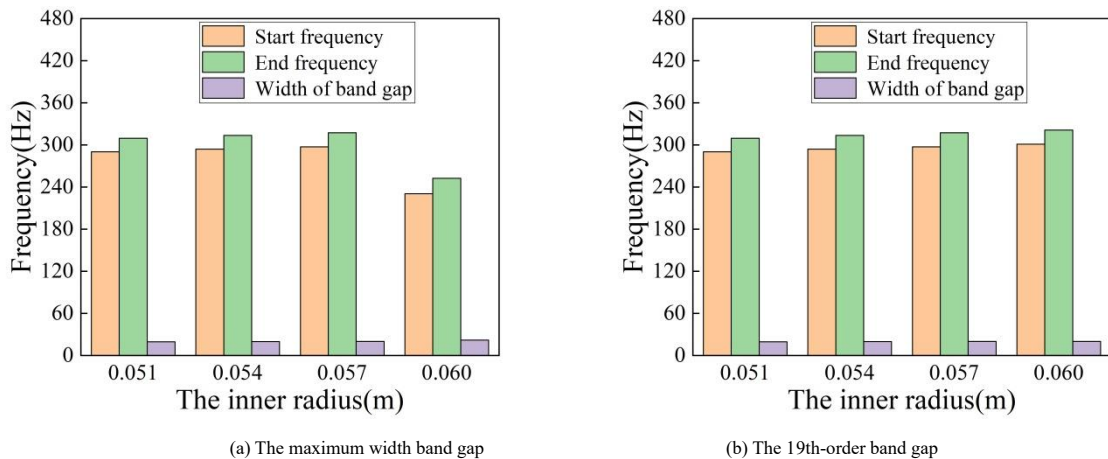 480
420
360
300
240
180
120
60
0
Frequency(Hz)
Start frequency
End frequency
Width of band gap
0.051 0.054 0.057 0.060
The inner radius(m)
(a) The maximum width band gap
480
420
360
300
240
180
120
60
0
Frequency(Hz)
Start frequency
End frequency
Width of band gap
0.051 0.054 0.057 0.060
The inner radius(m)
(b) The 19th-order band gap